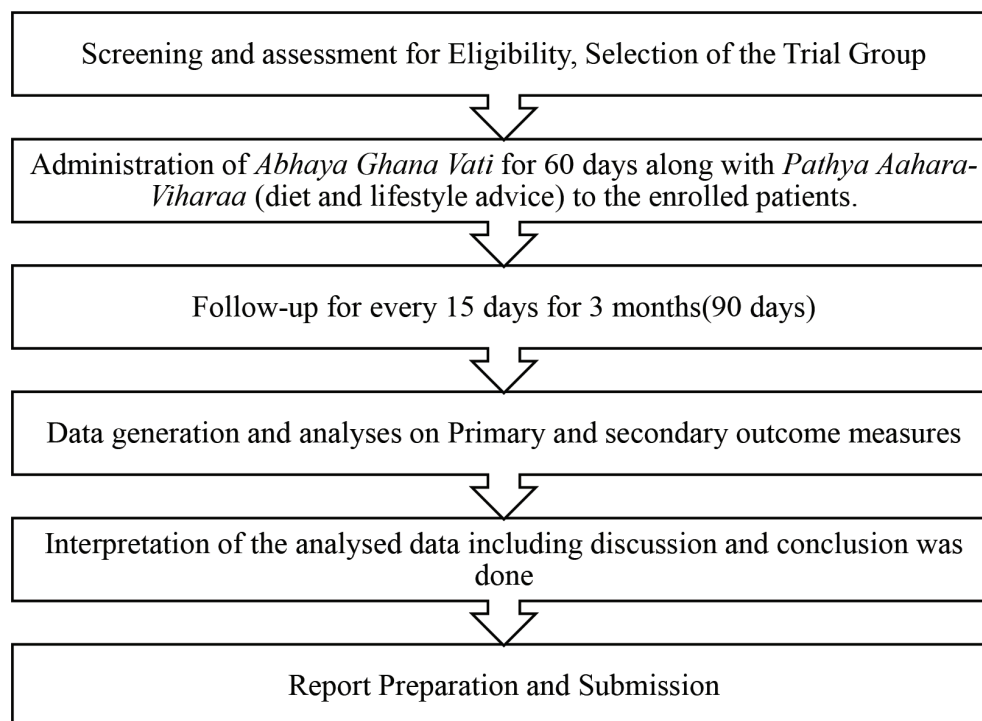 Screening and assessment for Eligibility, Selection of the Trial Group
Administration of Abhaya Ghana Vati for 60 days along with Pathya Aahara-
Viharaa (diet and lifestyle advice) to the enrolled patients.
Follow-up for every 15 days for 3 months(90 days)
Data generation and analyses on Primary and secondary outcome measures
Interpretation of the analysed data including discussion and conclusion was
done
Report Preparation and Submission